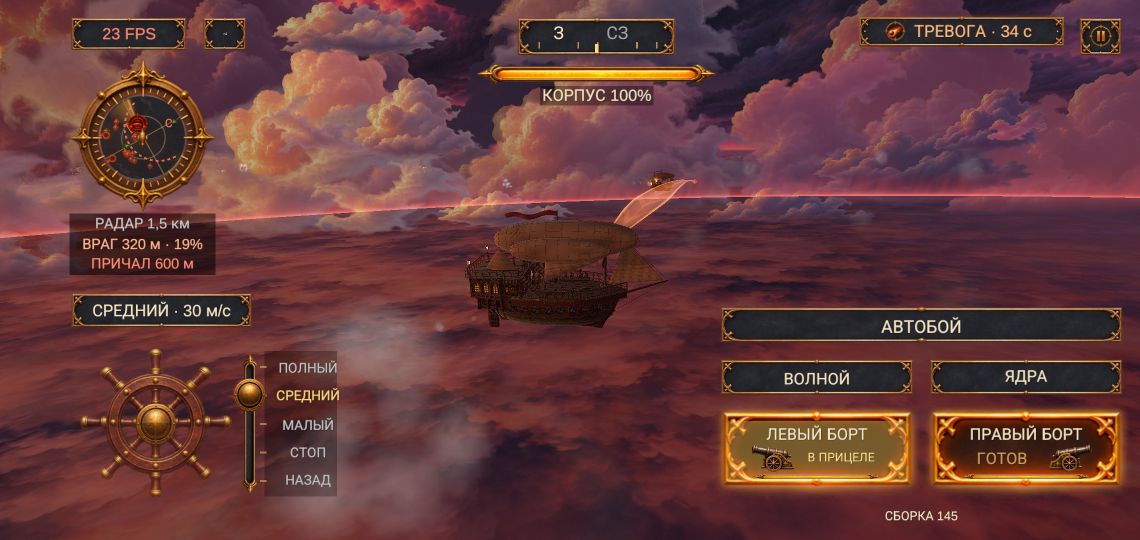 23 FPS
З СЗ
ТРЕВОГА · 34 с
КОРПУС 100%
РАДАР 1,5 км
ВРАГ 320 м · 19%
ПРИЧАЛ 600 м
СРЕДНИЙ · 30 м/с
ПОЛНЫЙ
СРЕДНИЙ
МАЛЫЙ
СТОП
НАЗАД
АВТОБОЙ
ВОЛНОЙ
ЯДРА
ЛЕВЫЙ БОРТ
В ПРИЦЕЛЕ
ПРАВЫЙ БОРТ
ГОТОВ
СБОРКА 145